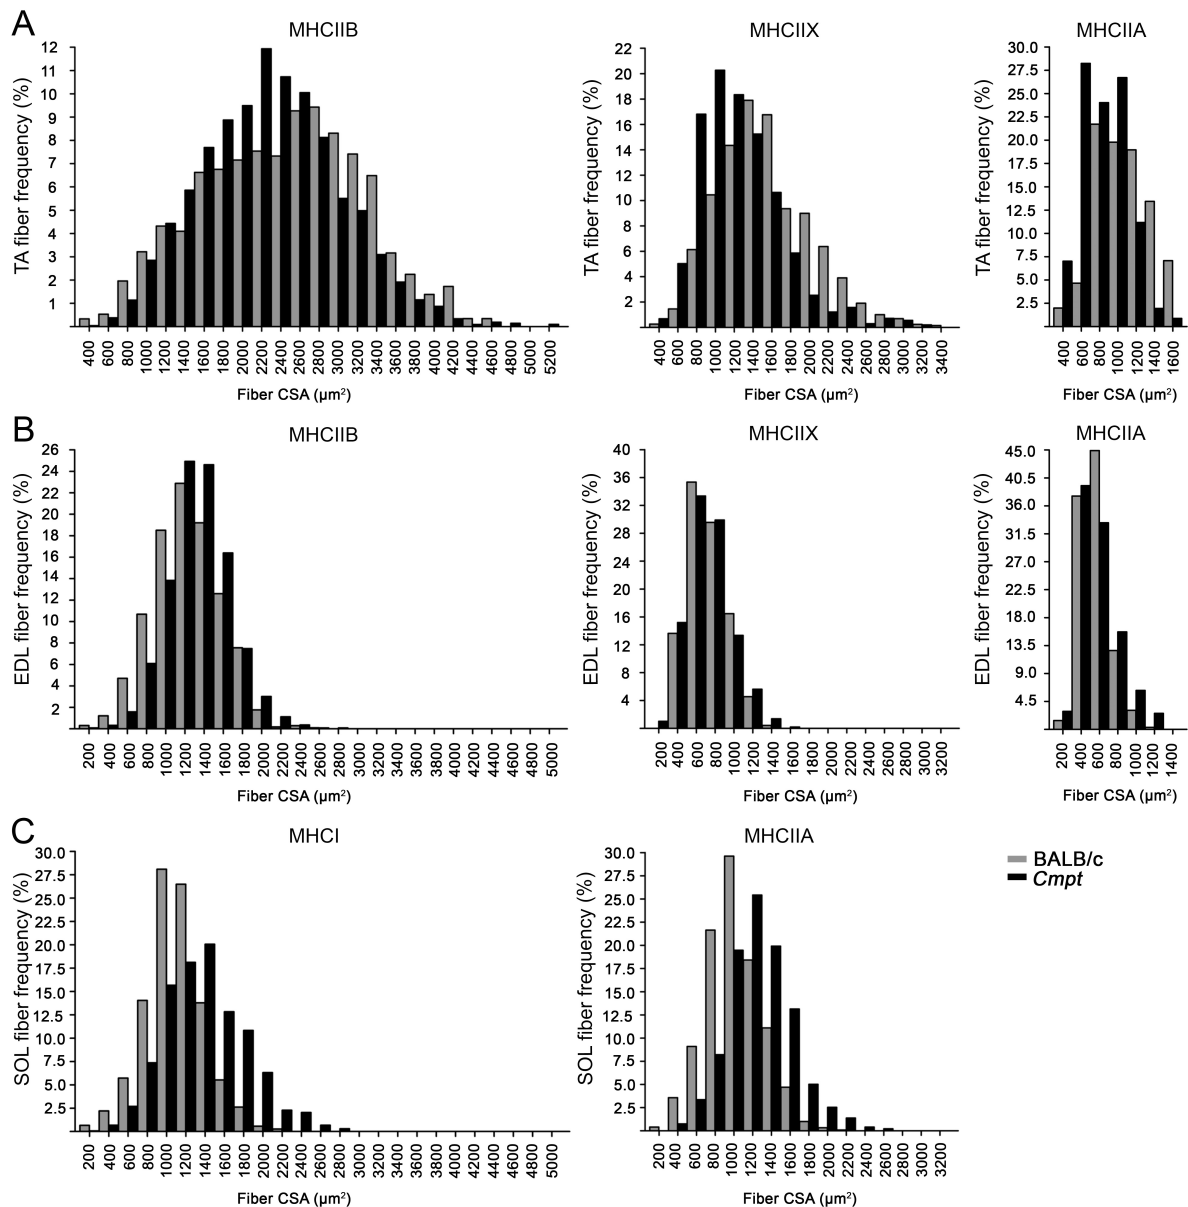 A
MHCIIB
TA fiber frequency (%)
12
11
10
9
8
7
6
5
4
3
2
1
400 600 800 1000 1200 1400 1600 1800 2000 2200 2400 2600 2800 3000 3200 3400 3600 3800 4000 4200 4400 4600 4800 5000 5200
Fiber CSA (µm²)
MHCIIX
TA fiber frequency (%)
22
20
18
16
14
12
10
8
6
4
2
400 600 800 1000 1200 1400 1600 1800 2000 2200 2400 2600 2800 3000 3200 3400
Fiber CSA (µm²)
MHCIIA
TA fiber frequency (%)
30.0
27.5
25.0
22.5
20.0
17.5
15.0
12.5
10.0
7.5
5.0
2.5
400 600 800 1000 1200 1400 1600
Fiber CSA (µm²)
B
MHCIIB
EDL fiber frequency (%)
26
24
22
20
18
16
14
12
10
8
6
4
2
200 400 600 800 1000 1200 1400 1600 1800 2000 2200 2400 2600 2800 3000 3200 3400 3600 3800 4000 4200 4400 4600 4800 5000
Fiber CSA (µm²)
MHCIIX
EDL fiber frequency (%)
40
36
32
28
24
20
16
12
8
4
200 400 600 800 1000 1200 1400 1600 1800 2000 2200 2400 2600 2800 3000 3200
Fiber CSA (µm²)
MHCIIA
EDL fiber frequency (%)
45.0
40.5
36.0
31.5
27.0
22.5
18.0
13.5
9.0
4.5
200 400 600 800 1000 1200 1400
Fiber CSA (µm²)
C
MHCI
SOL fiber frequency (%)
30.0
27.5
25.0
22.5
20.0
17.5
15.0
12.5
10.0
7.5
5.0
2.5
200 400 600 800 1000 1200 1400 1600 1800 2000 2200 2400 2600 2800 3000 3200 3400 3600 3800 4000 4200 4400 4600 4800 5000
Fiber CSA (µm²)
MHCIIA
SOL fiber frequency (%)
30.0
27.5
25.0
22.5
20.0
17.5
15.0
12.5
10.0
7.5
5.0
2.5
200 400 600 800 1000 1200 1400 1600 1800 2000 2200 2400 2600 2800 3000 3200
Fiber CSA (µm²)
BALB/c
Cmpt